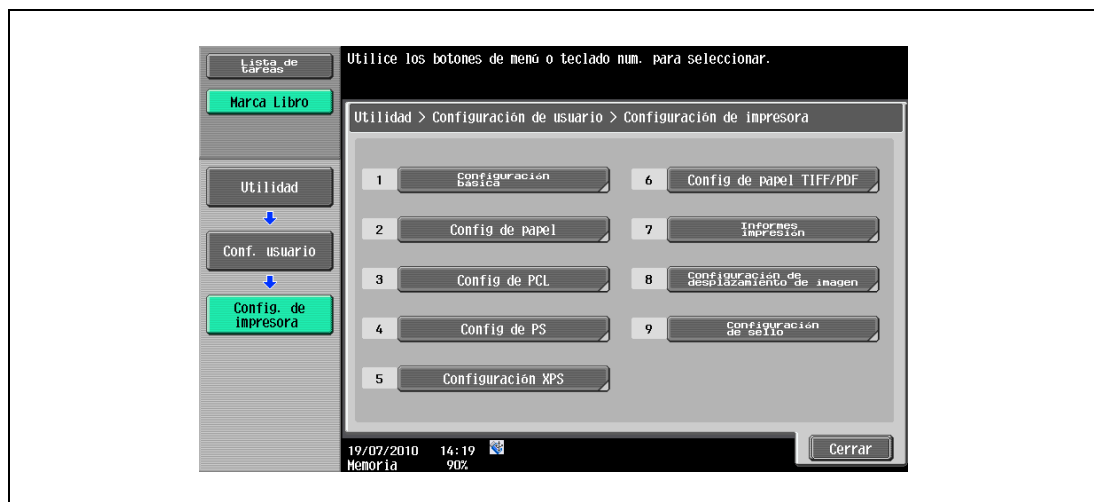 Lista de
tareas
Utilice los botones de menú o teclado num. para seleccionar.
Marca Libro
Utilidad > Configuración de usuario > Configuración de impresora
Utilidad
Conf. usuario
Config. de
impresora
1 Configuración
básica
2 Config de papel
3 Config de PCL
4 Config de PS
5 Configuración XPS
6 Config de papel TIFF/PDF
7 Informes
impresión
8 Configuración de
desplazamiento de imagen
9 Configuración
de sello
19/07/2010 14:19
Memoria 90%
Cerrar